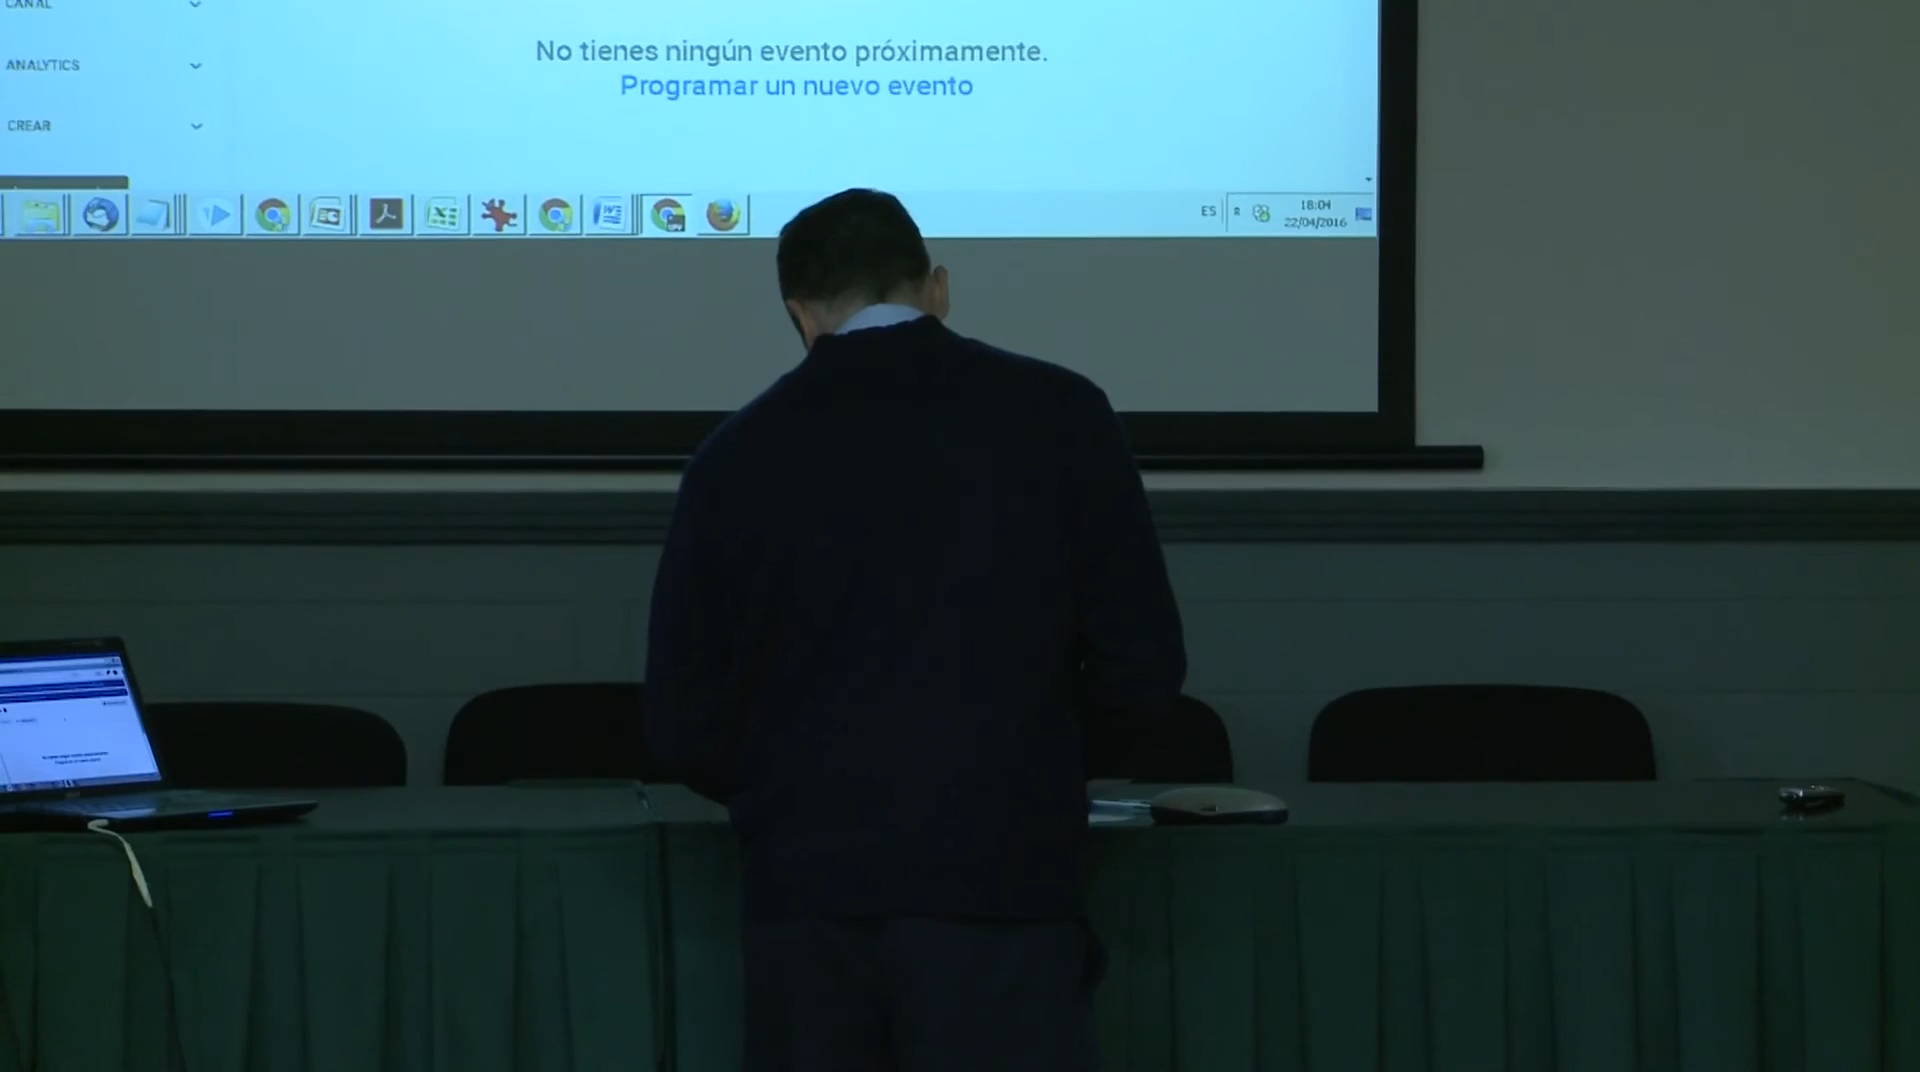 CANAL
No tienes ningún evento próximamente.
ANALYTICS
Programar un nuevo evento
CREAR
ES
18:04
22/04/2016